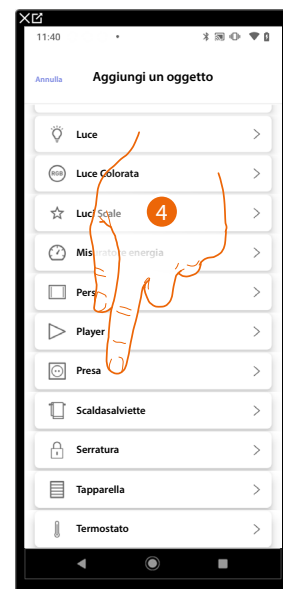 11:40
Annulla Aggiungi un oggetto
Luce
RGB Luce Colorata
Luci Scale
4
Misuratore energia
Pers
Player
Presa
Scaldasalviette
Serratura
Tapparella
Termostato